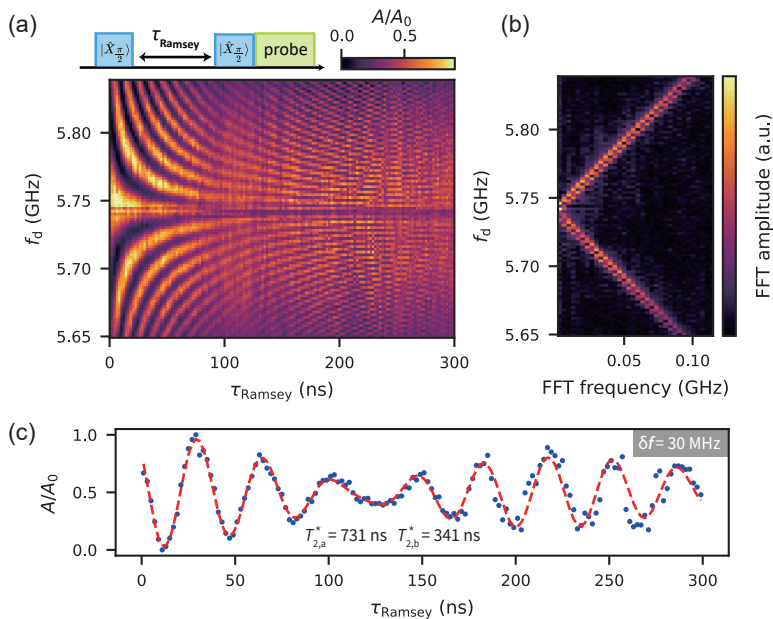 (a)
τRamsey
|X̂π/2⟩
|X̂π/2⟩
probe
A/A0
0.0
0.5
fd (GHz)
5.80
5.75
5.70
5.65
0
100
200
300
τRamsey (ns)
(b)
fd (GHz)
5.80
5.75
5.70
5.65
0.05
0.10
FFT frequency (GHz)
FFT amplitude (a.u.)
(c)
A/A0
1.0
0.5
0.0
δf = 30 MHz
T*2,a = 731 ns T*2,b = 341 ns
0
50
100
150
200
250
300
τRamsey (ns)